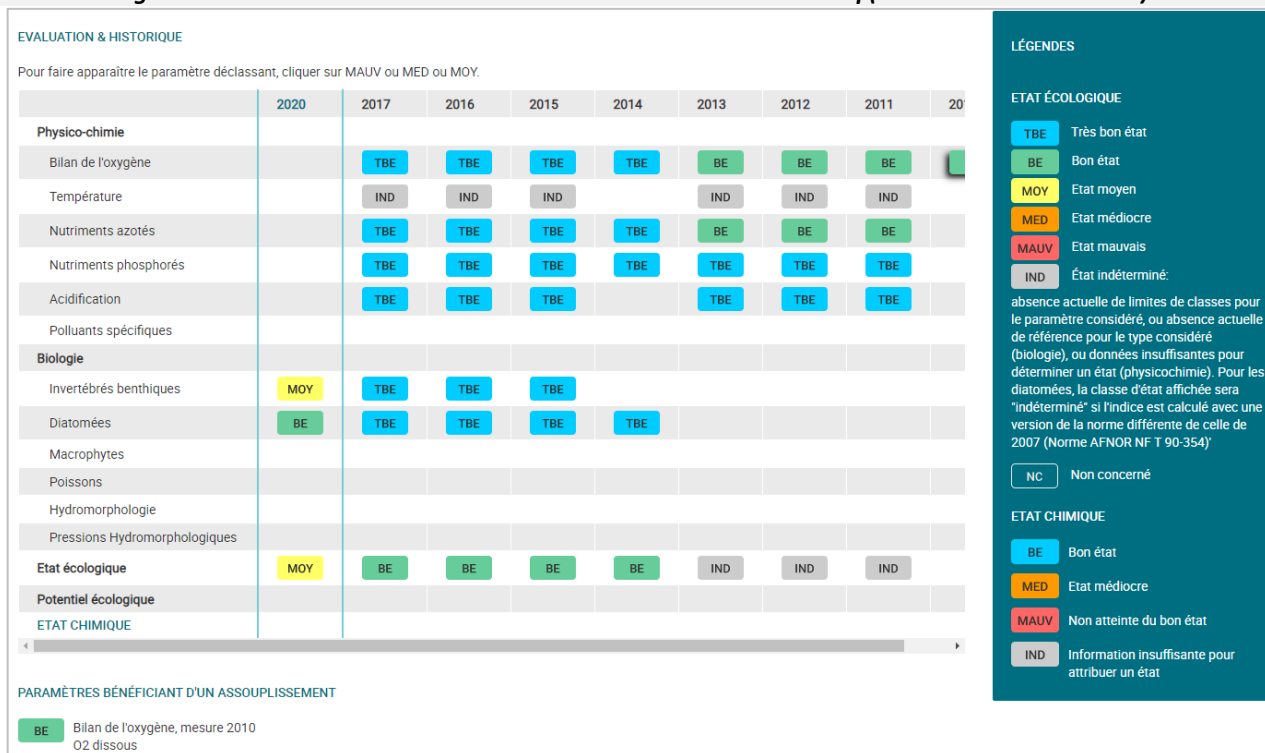 EVALUATION & HISTORIQUE
Pour faire apparaître le paramètre déclassant, cliquer sur MAUV ou MED ou MOY.
2020 2017 2016 2015 2014 2013 2012 2011
Physico-chimie
Bilan de l'oxygène TBE TBE TBE TBE BE BE BE
Température IND IND IND IND IND IND
Nutriments azotés TBE TBE TBE TBE BE BE BE
Nutriments phosphorés TBE TBE TBE TBE TBE TBE TBE
Acidification TBE TBE TBE TBE TBE TBE
Polluants spécifiques
Biologie
Invertébrés benthiques MOY TBE TBE TBE
Diatomées BE TBE TBE TBE TBE
Macrophytes
Poissons
Hydromorphologie
Pressions Hydromorphologiques
Etat écologique MOY BE BE BE BE IND IND IND
Potentiel écologique
ETAT CHIMIQUE
PARAMÈTRES BÉNÉFICIANT D'UN ASSOUPLISSEMENT
BE Bilan de l'oxygène, mesure 2010
O2 dissous
LÉGENDES
ETAT ÉCOLOGIQUE
TBE Très bon état
BE Bon état
MOY Etat moyen
MED Etat médiocre
MAUV Etat mauvais
IND État indéterminé:
absence actuelle de limites de classes pour
le paramètre considéré, ou absence actuelle
de référence pour le type considéré
(biologie), ou données insuffisantes pour
déterminer un état (physicochimie). Pour les
diatomées, la classe d'état affichée sera
"indéterminé" si l'indice est calculé avec une
version de la norme différente de celle de
2007 (Norme AFNOR NF T 90-354)'
NC Non concerné
ETAT CHIMIQUE
BE Bon état
MED Etat médiocre
MAUV Non atteinte du bon état
IND Information insuffisante pour
attribuer un état